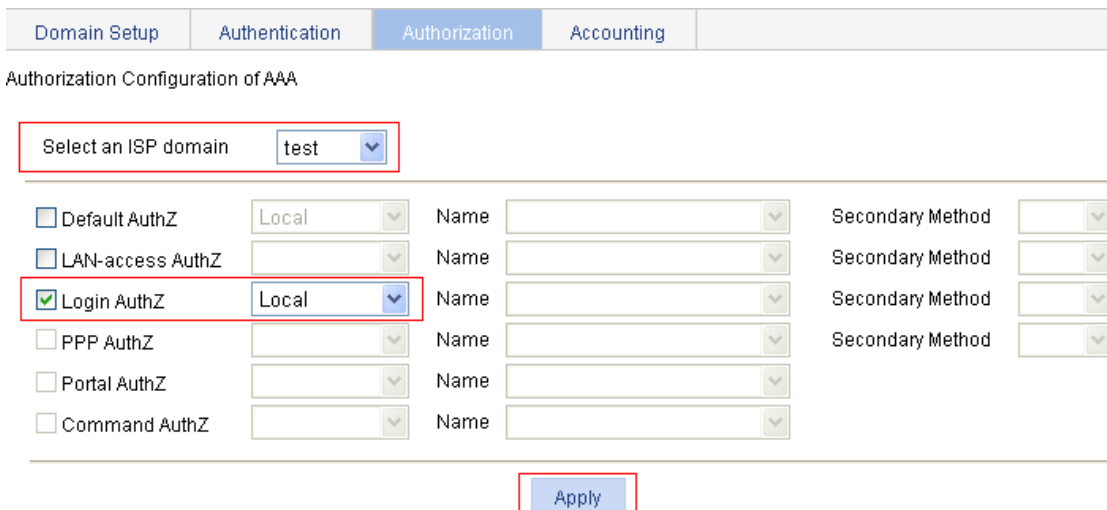 Domain Setup Authentication Authorization Accounting
Authorization Configuration of AAA
Select an ISP domain test
Default AuthZ Local Name Secondary Method
LAN-access AuthZ Name Secondary Method
Login AuthZ Local Name Secondary Method
PPP AuthZ Name Secondary Method
Portal AuthZ Name
Command AuthZ Name
Apply